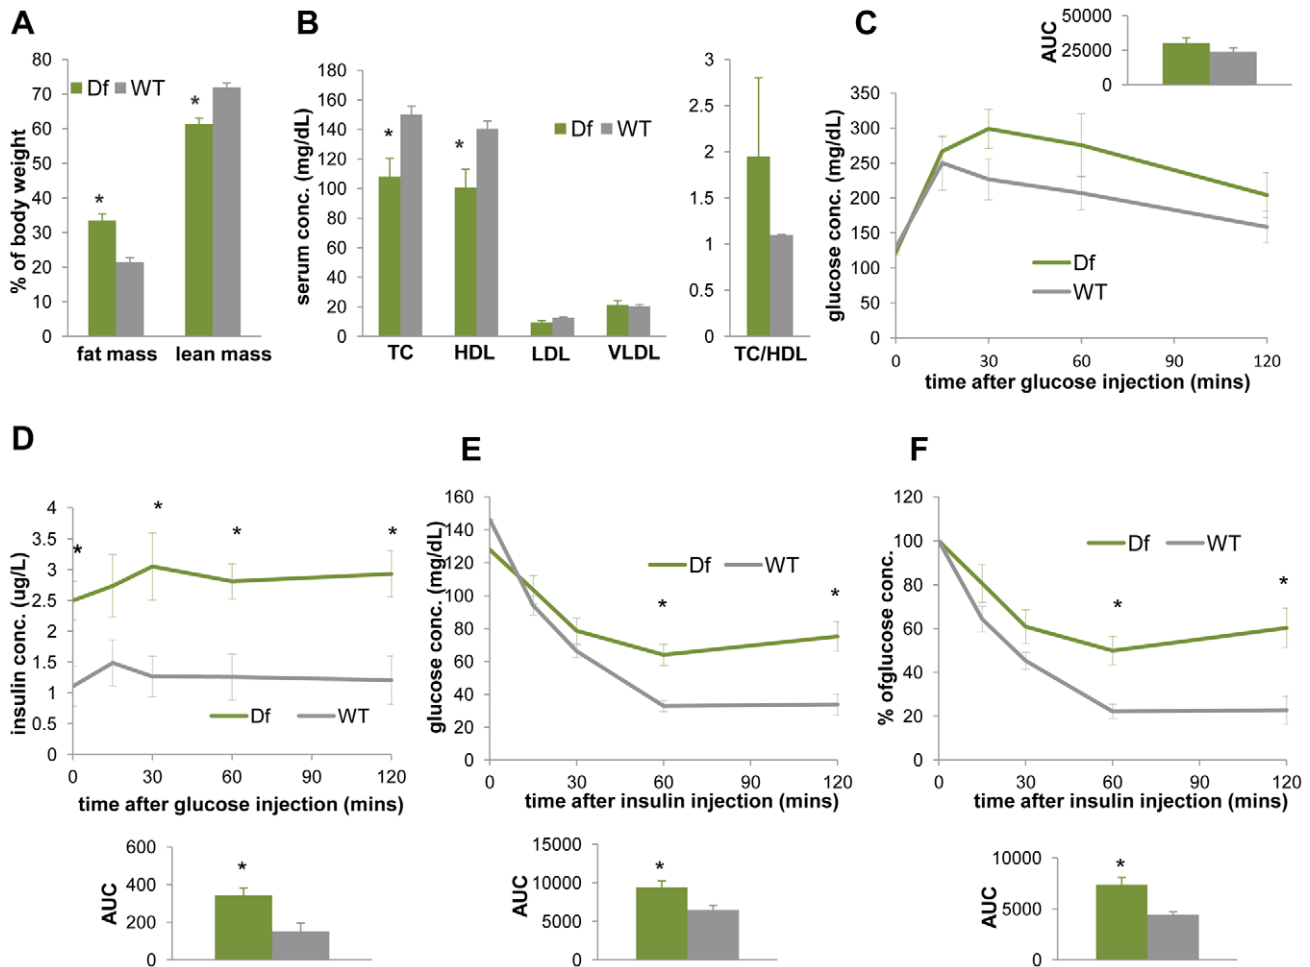 A
80
70
60
50
40
30
20
10
0
% of body weight
Df WT
*
*
fat mass lean mass
B
180
160
140
120
100
80
60
40
20
0
serum conc. (mg/dL)
Df WT
*
*
TC HDL LDL VLDL
3
2.5
2
1.5
1
0.5
0
TC/HDL
C
50000
25000
0
AUC
350
300
250
200
150
100
50
0
glucose conc. (mg/dL)
Df
WT
0 30 60 90 120
time after glucose injection (mins)
D
4
3.5
3
2.5
2
1.5
1
0.5
0
insulin conc. (ug/L)
* * * *
Df WT
0 30 60 90 120
time after glucose injection (mins)
600
400
200
0
AUC
*
E
160
140
120
100
80
60
40
20
0
glucose conc. (mg/dL)
Df WT
* *
0 30 60 90 120
time after insulin injection (mins)
15000
10000
5000
0
AUC
*
F
120
100
80
60
40
20
0
% ofglucose conc.
Df WT
* *
0 30 60 90 120
time after insulin injection (mins)
10000
5000
0
AUC
*